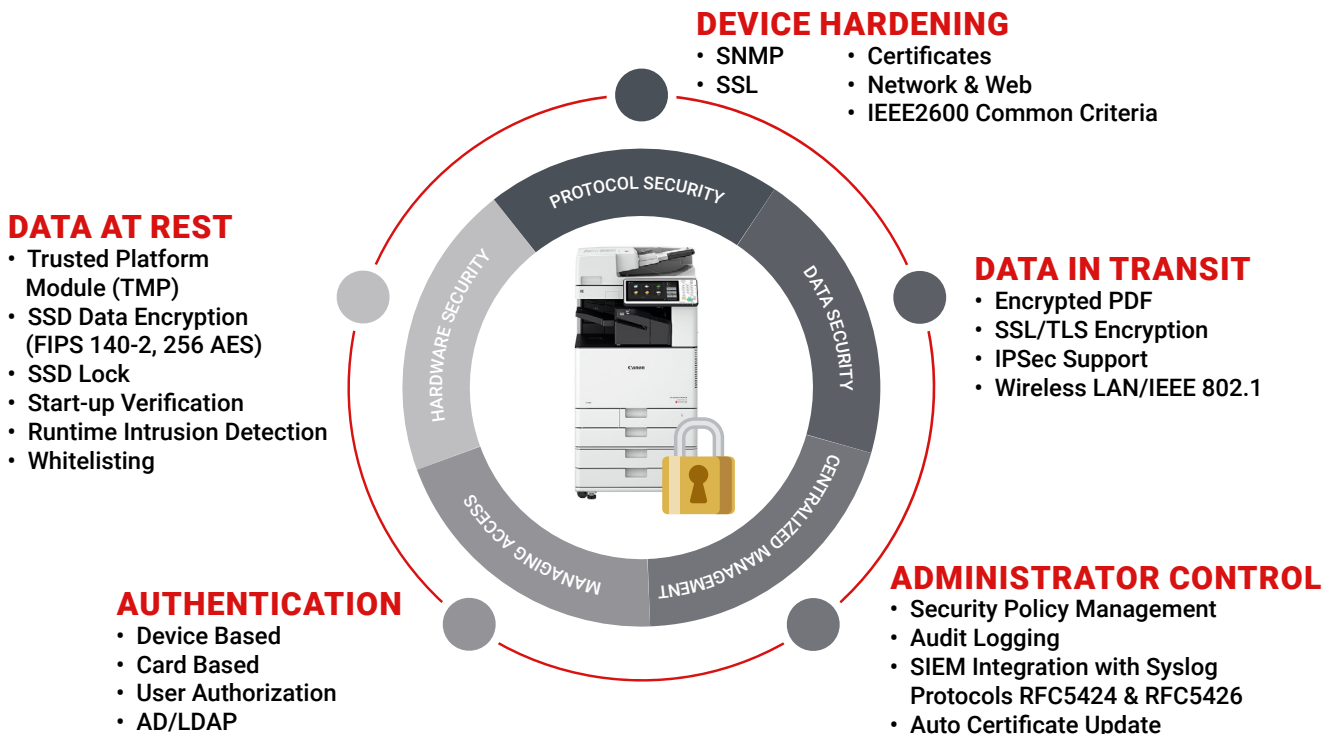 DEVICE HARDENING
• SNMP
• SSL
• Certificates
• Network & Web
• IEEE2600 Common Criteria
PROTOCOL SECURITY
DATA SECURITY
CENTRALIZED MANAGEMENT
MANAGING ACCESS
HARDWARE SECURITY
Canon
DATA AT REST
• Trusted Platform
Module (TMP)
• SSD Data Encryption
(FIPS 140-2, 256 AES)
• SSD Lock
• Start-up Verification
• Runtime Intrusion Detection
• Whitelisting
DATA IN TRANSIT
• Encrypted PDF
• SSL/TLS Encryption
• IPSec Support
• Wireless LAN/IEEE 802.1
AUTHENTICATION
• Device Based
• Card Based
• User Authorization
• AD/LDAP
ADMINISTRATOR CONTROL
• Security Policy Management
• Audit Logging
• SIEM Integration with Syslog
Protocols RFC5424 & RFC5426
• Auto Certificate Update